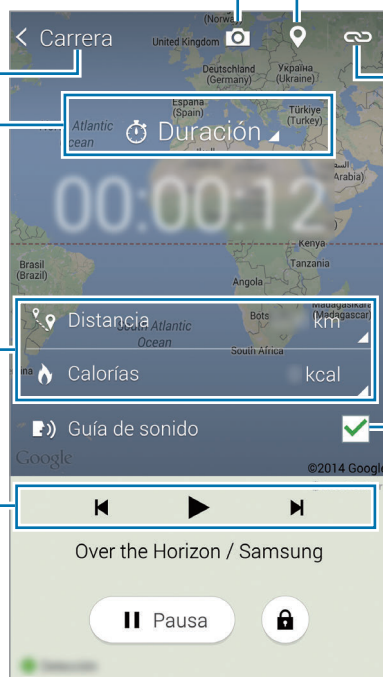 (Norway)
Carrera
United Kingdom
Deutschland
(Germany)
Україна
(Ukraine)
España
(Spain)
Türkiye
(Turkey)
Atlantic
Duración
Arabia)
00:00:12
Kenya
Brasil
(Brazil)
Tanzania
Angola
Madagasikara
(Madagascar)
Distancia
km
South Atlantic
Ocean
Bots
South Africa
Calorías
kcal
Guía de sonido
Google
©2014 Google
Over the Horizon / Samsung
Pausa